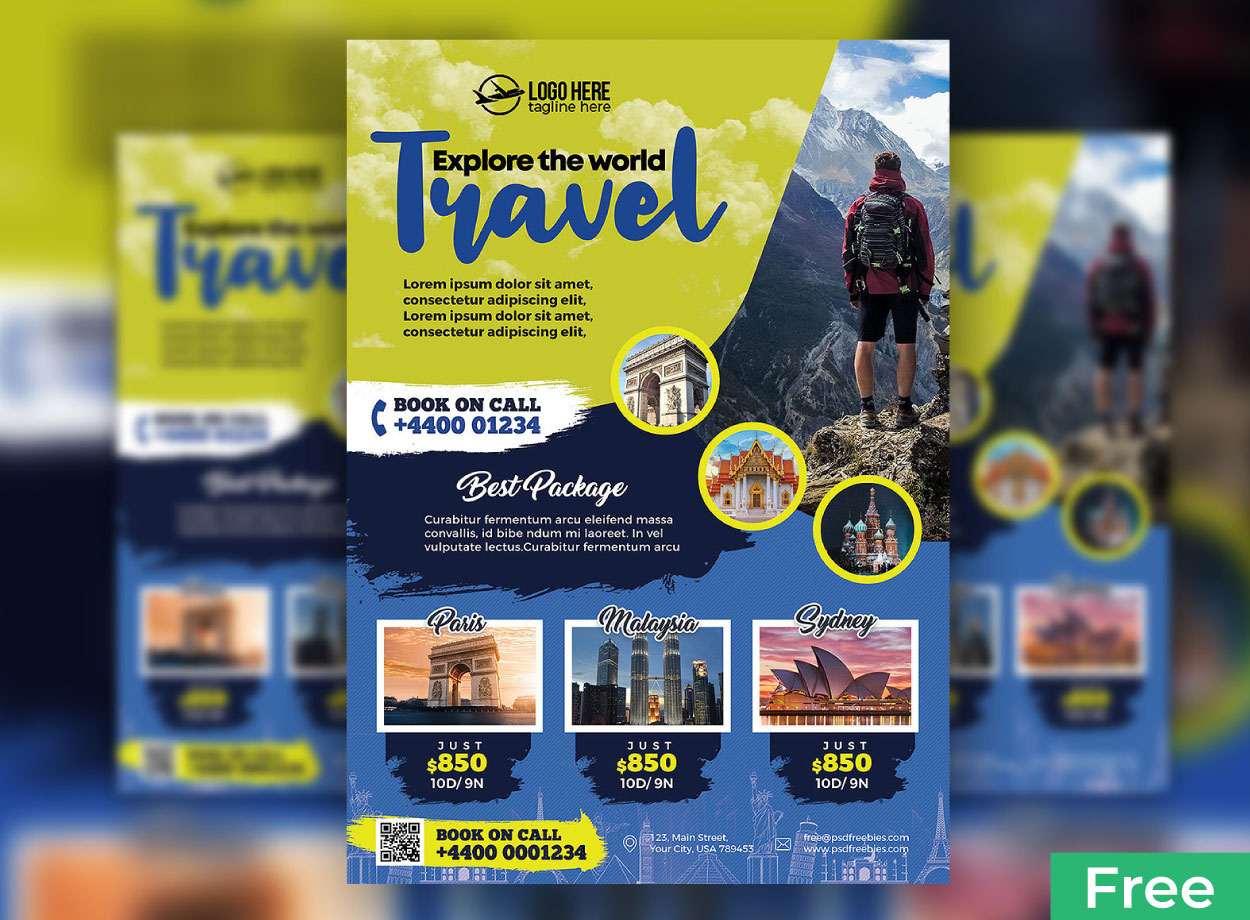 LOGO HERE
tagline here
Explore the world
Travel
Lorem ipsum dolor sit amet,
consectetur adipiscing elit,
Lorem ipsum dolor sit amet,
consectetur adipiscing elit,
BOOK ON CALL
+4400 01234
Best Package
Curabitur fermentum arcu eleifend massa
convallis, id bibe ndum mi laoreet. In vel
vulputate lectus.Curabitur fermentum arcu
Paris
Malaysia
Sydney
JUST
$850
10D/ 9N
JUST
$850
10D/ 9N
JUST
$850
10D/ 9N
BOOK ON CALL
+4400 0001234
123, Main Street,
Your City, USA 789453
free@psdfreebies.com
www.psdfreebies.com
Free